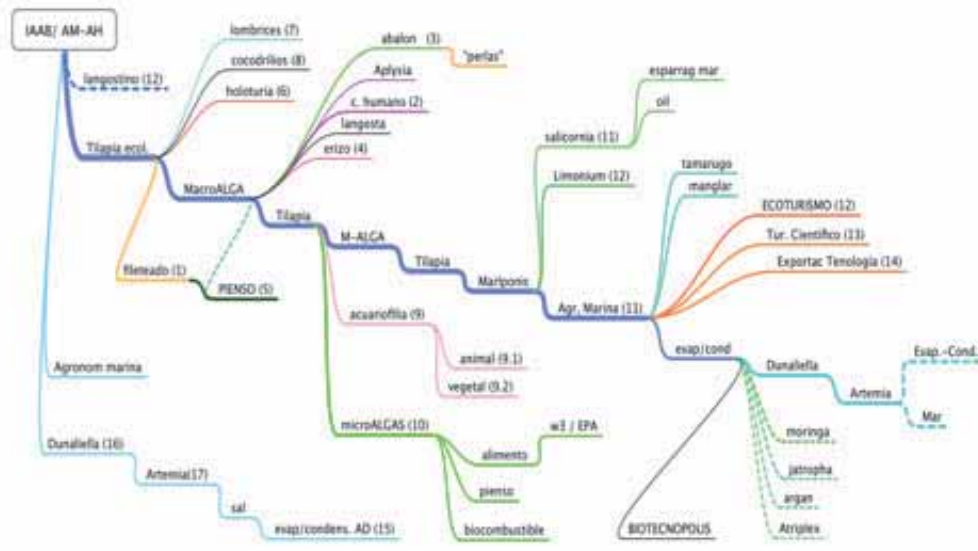 IAAB/ AM-AH
langostino (12)
lombrices (7)
cocodrilios (8)
holoturia (6)
Tilapia ecol.
abalon (3)
"perlas"
Aplysia
c. humano (2)
langosta
erizo (4)
MacroALGA
fileteado (1)
PIENSO (5)
Tilapia
M-ALGA
Tilapia
Mariponis
esparrag mar
oil
salicornia (11)
Limonium (12)
tamarugo
manglar
ECOTURISMO (12)
Tur. Cientifico (13)
Exportac Tenologia (14)
Agr. Marina (11)
acuariofilia (9)
animal (9.1)
vegetal (9.2)
evap/cond
Dunaliella
Evap.-Cond.
Artemia
Mar
Agronom marina
microALGAS (10)
w3 / EPA
alimento
pienso
biocombustible
moringa
jatropha
argan
Atriplex
BIOTECNOPOLIS
Dunaliella (16)
Artemia(17)
sal
evap/condens. AD (15)